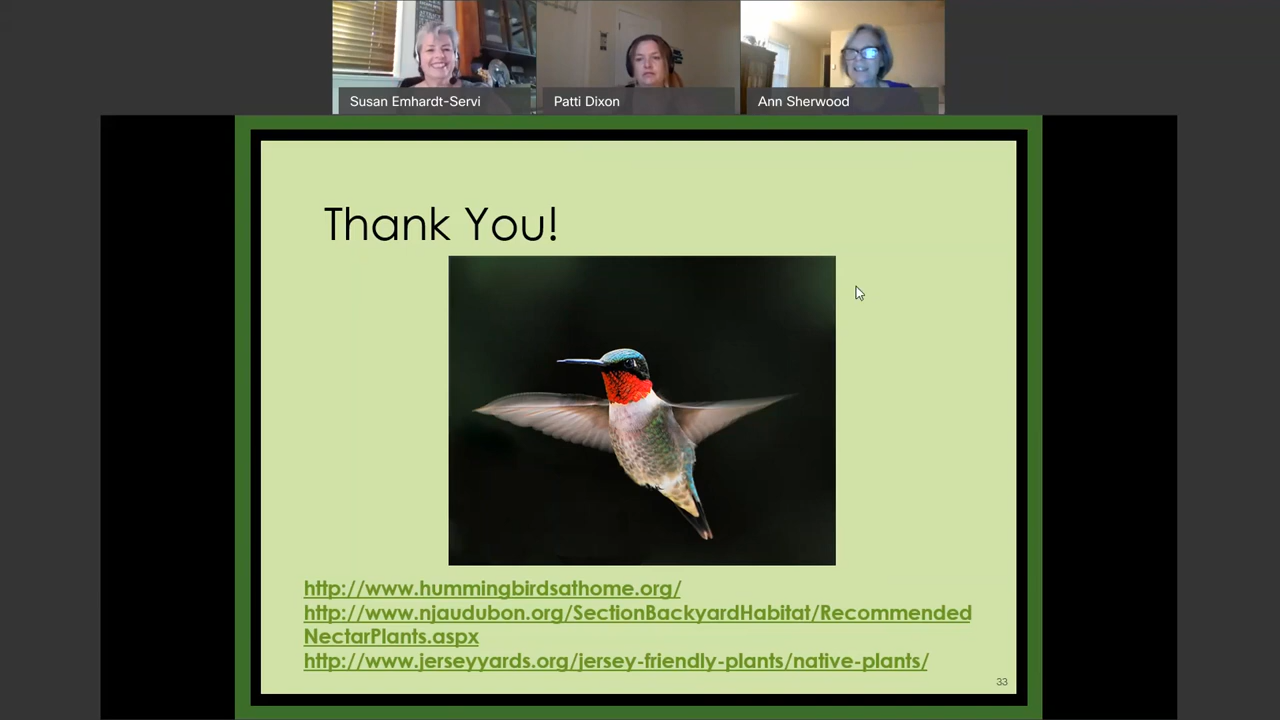 Susan Emhardt-Servi
Patti Dixon
Ann Sherwood
Thank You!
http://www.hummingbirdsathome.org/
http://www.njaudubon.org/SectionBackyardHabitat/Recommended
NectarPlants.aspx
http://www.jerseyyards.org/jersey-friendly-plants/native-plants/
33